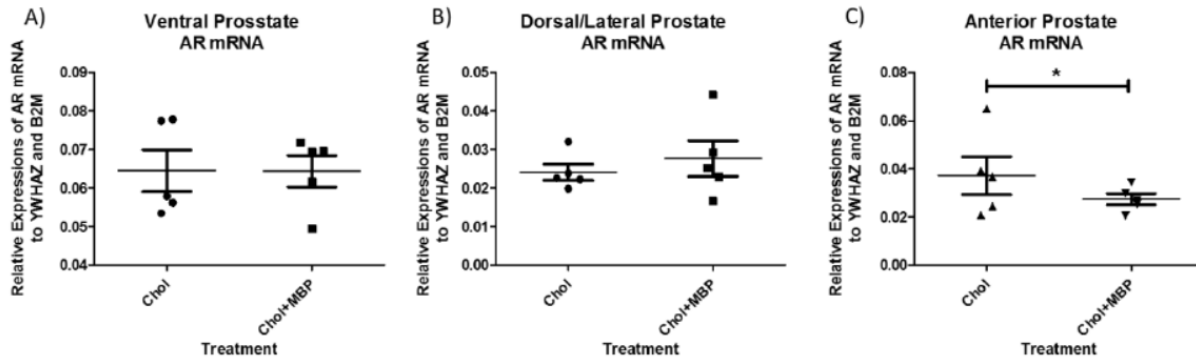 A)
Ventral Prosstate
AR mRNA
Relative Expressions of AR mRNA
to YWHAZ and B2M
0.09
0.08
0.07
0.06
0.05
0.04
Chol
Chol+MBP
Treatment
B)
Dorsal/Lateral Prostate
AR mRNA
Relative Expressions of AR mRNA
to YWHAZ and B2M
0.05
0.04
0.03
0.02
0.01
0.00
Chol
Chol+MBP
Treatment
C)
Anterior Prostate
AR mRNA
Relative Expressions of AR mRNA
to YWHAZ and B2M
0.08
0.06
0.04
0.02
0.00
*
Chol
Chol+MBP
Treatment